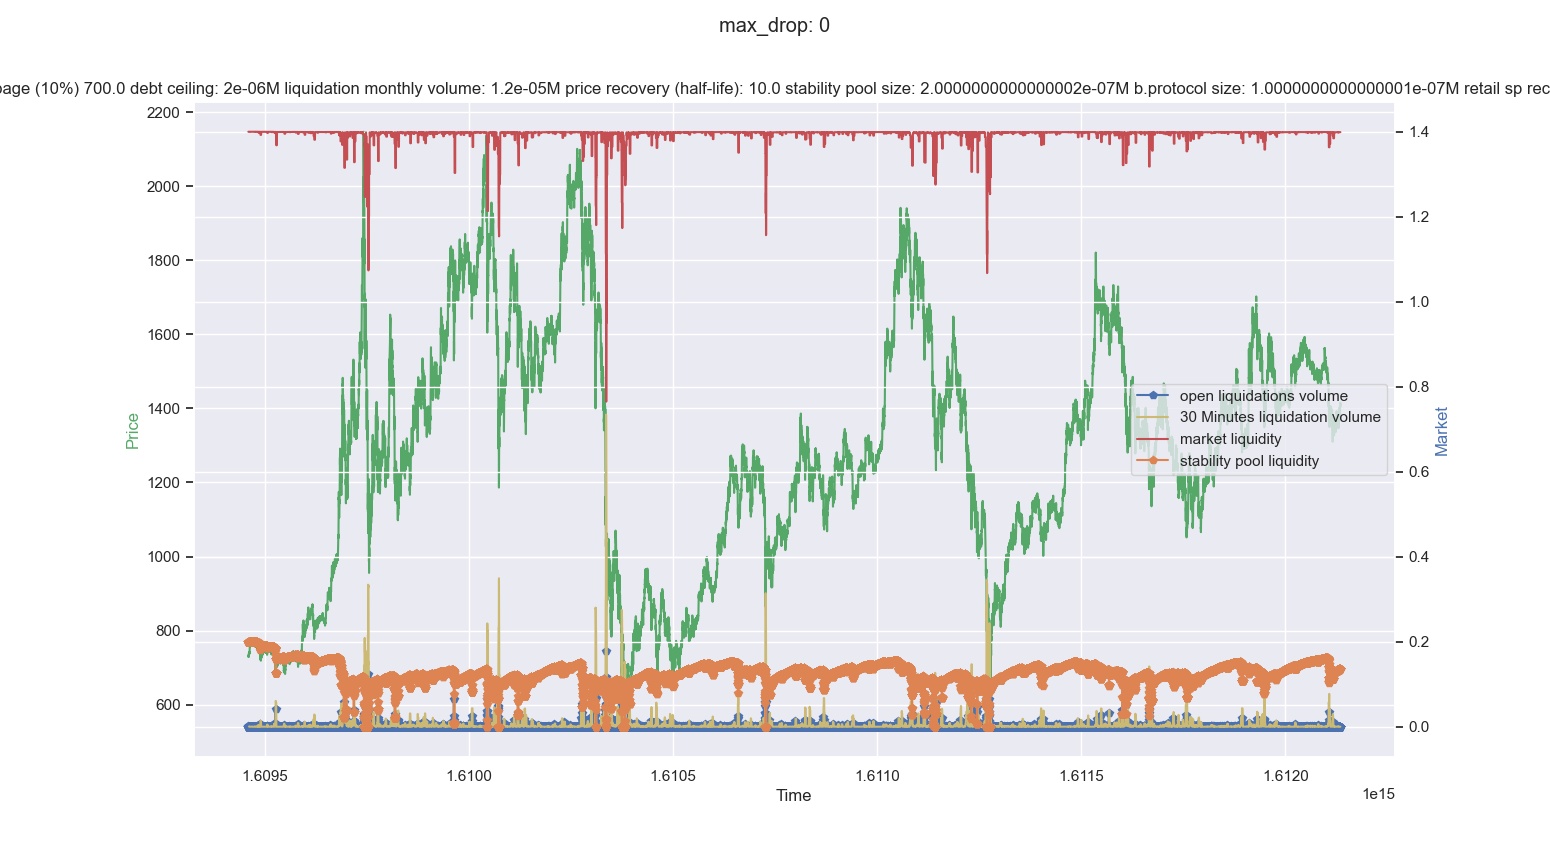 max_drop: 0
page (10%) 700.0 debt ceiling: 2e-06M liquidation monthly volume: 1.2e-05M price recovery (half-life): 10.0 stability pool size: 2.0000000000000002e-07M b.protocol size: 1.0000000000000001e-07M retail sp rec
2200
2000
1800
1600
1400
1200
1000
800
600
Price
1.4
1.2
1.0
0.8
0.6
0.4
0.2
0.0
Market
open liquidations volume
30 Minutes liquidation volume
market liquidity
stability pool liquidity
1.6095 1.6100 1.6105 1.6110 1.6115 1.6120
Time
1e15